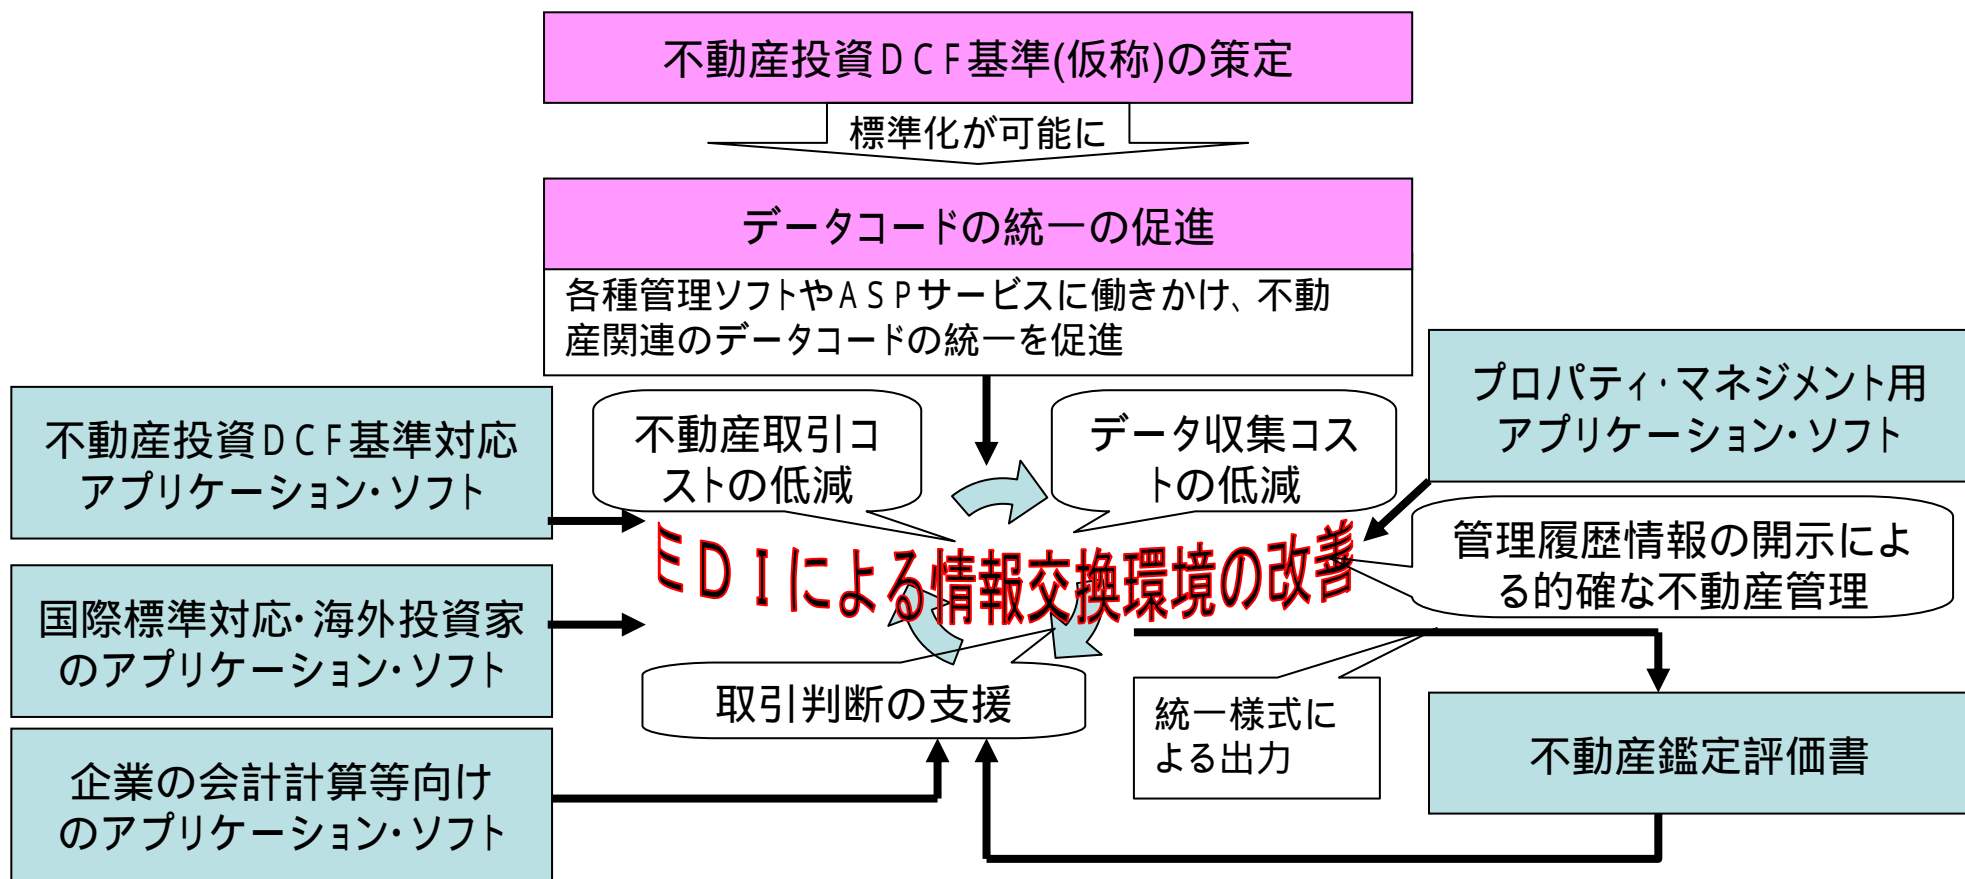 不動産投資DCF基準(仮称)の策定
標準化が可能に
データコードの統一の促進
各種管理ソフトやASPサービスに働きかけ、不動
産関連のデータコードの統一を促進
プロパティ・マネジメント用
アプリケーション・ソフト
不動産投資DCF基準対応
アプリケーション・ソフト
不動産取引コ
ストの低減
データ収集コス
トの低減
EDIによる情報交換環境の改善
管理履歴情報の開示によ
る的確な不動産管理
国際標準対応・海外投資家
のアプリケーション・ソフト
取引判断の支援
統一様式に
よる出力
不動産鑑定評価書
企業の会計計算等向け
のアプリケーション・ソフト